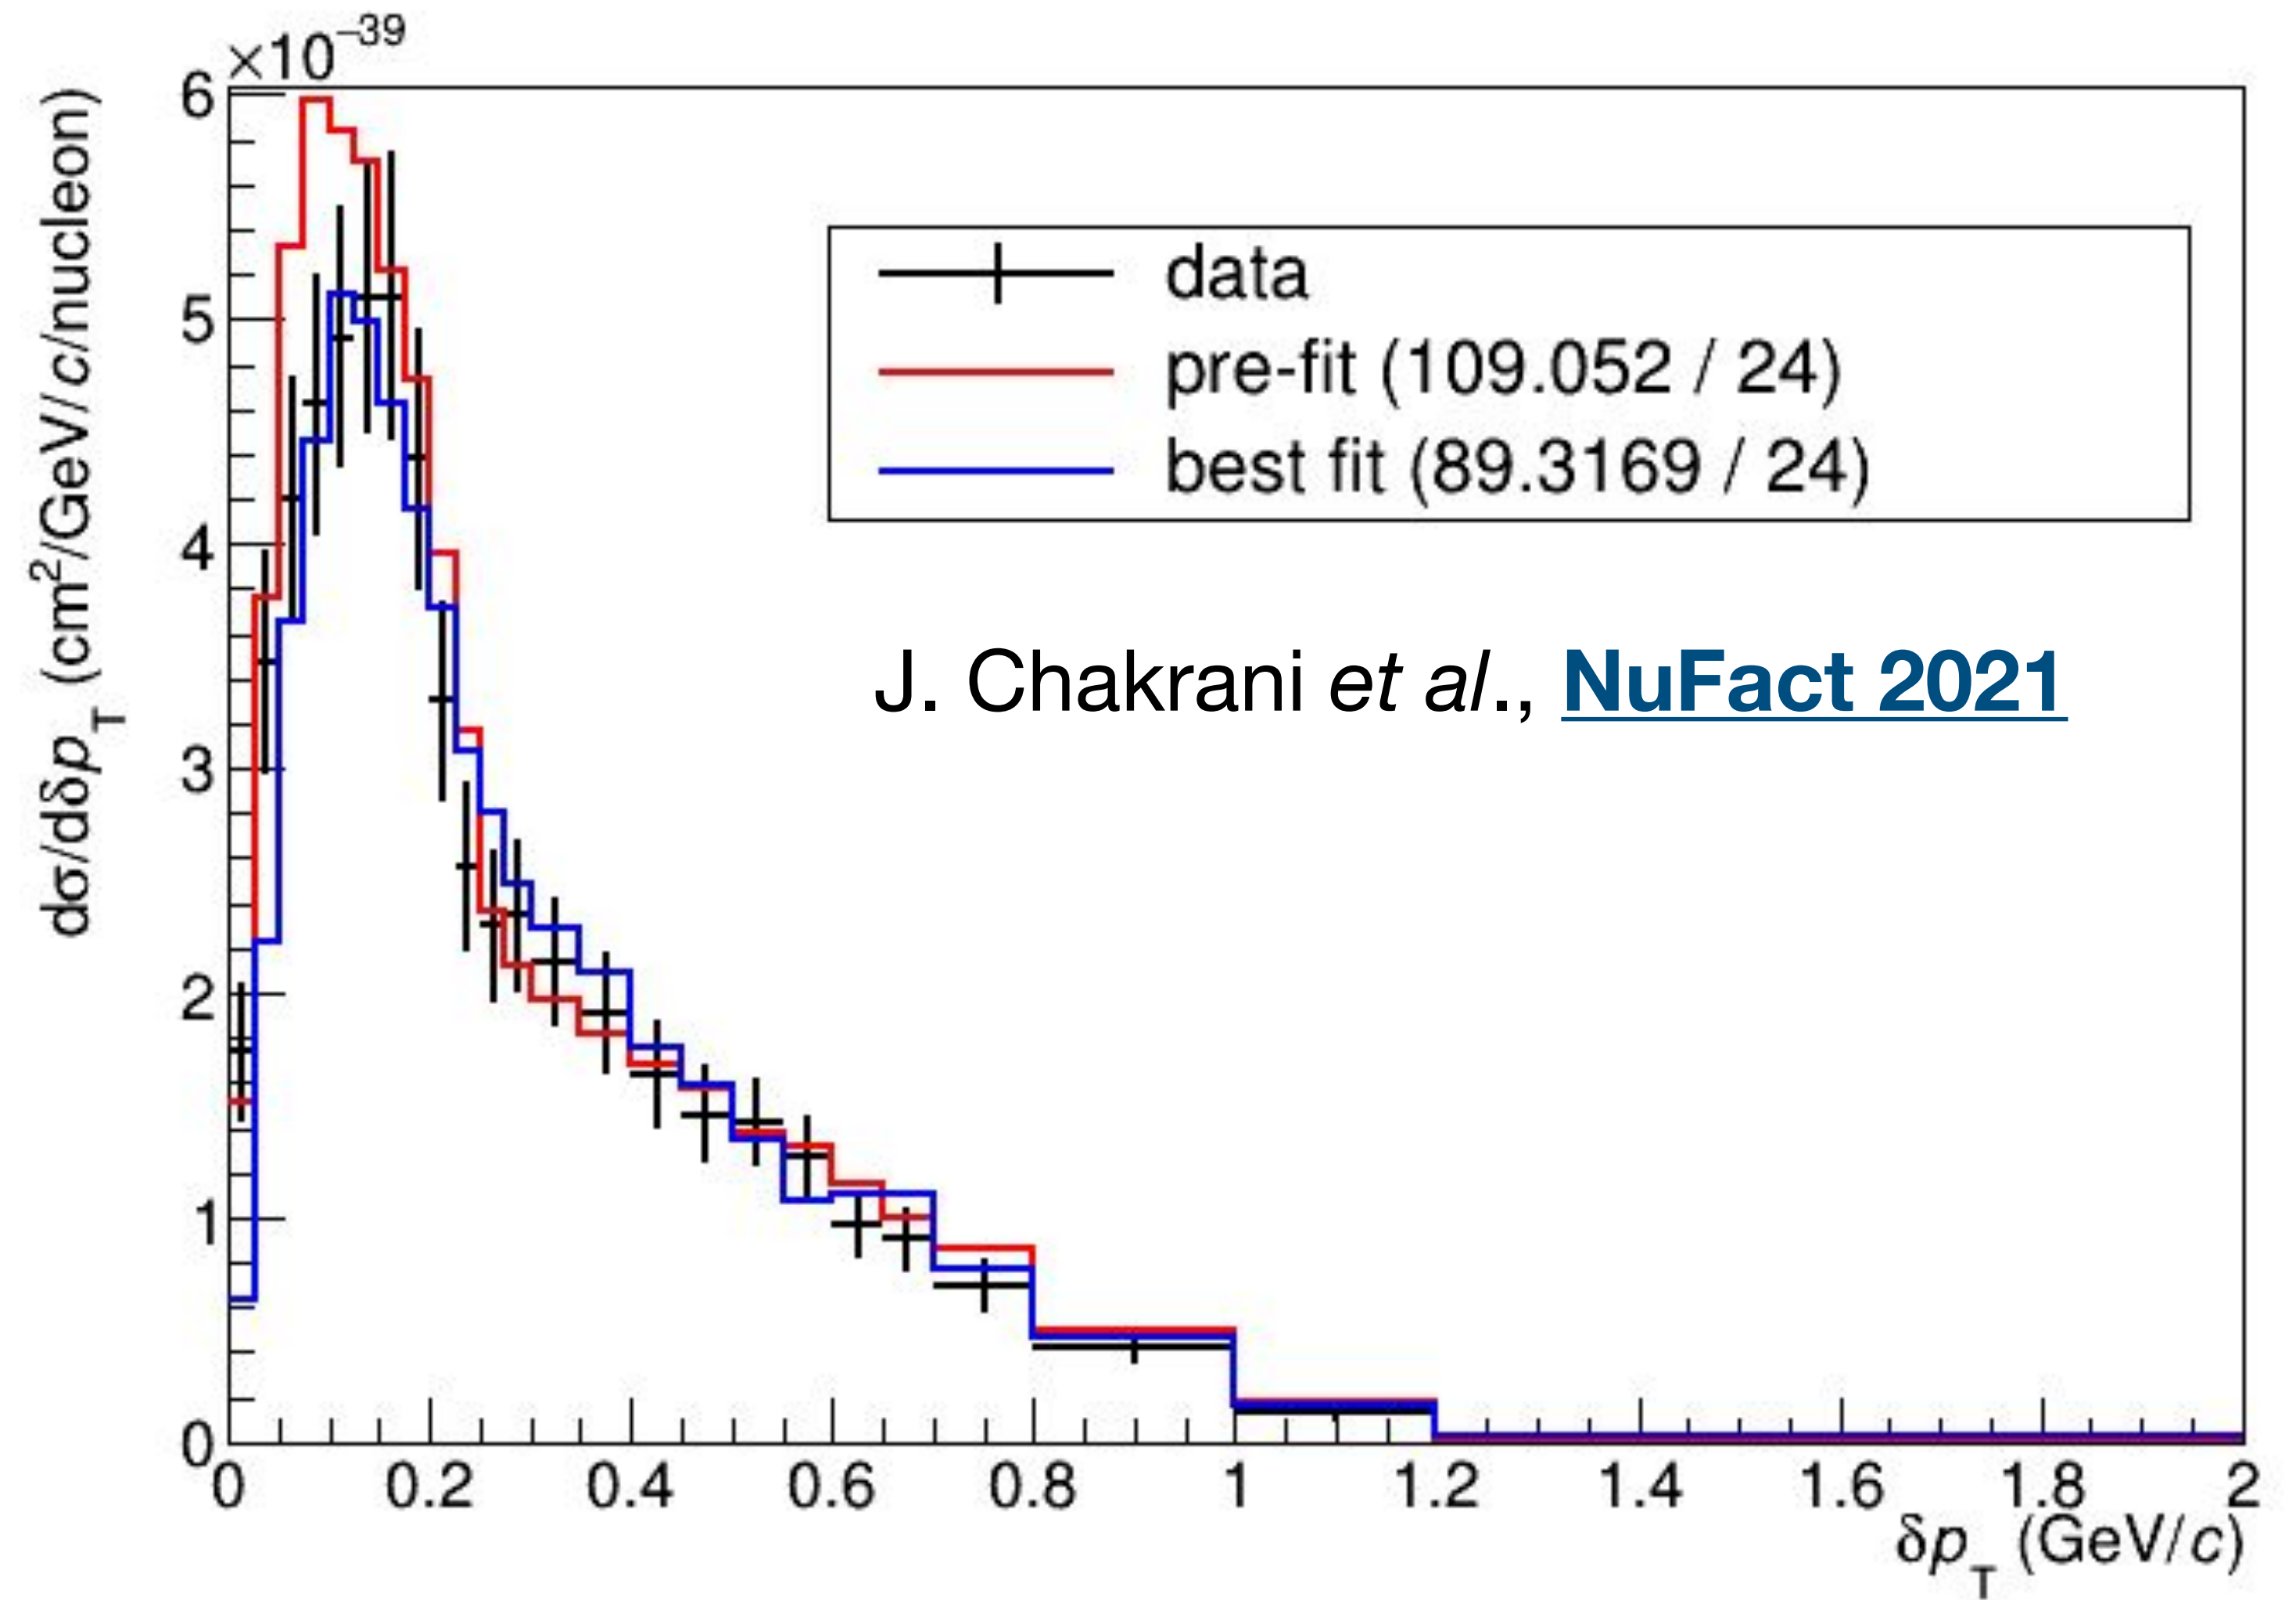 ×10⁻³⁹
dσ/dδp_T (cm²/GeV/c/nucleon)
6
5
4
3
2
1
0
data
pre-fit (109.052 / 24)
best fit (89.3169 / 24)
J. Chakrani et al., NuFact 2021
0 0.2 0.4 0.6 0.8 1 1.2 1.4 1.6 1.8 2
δp_T (GeV/c)